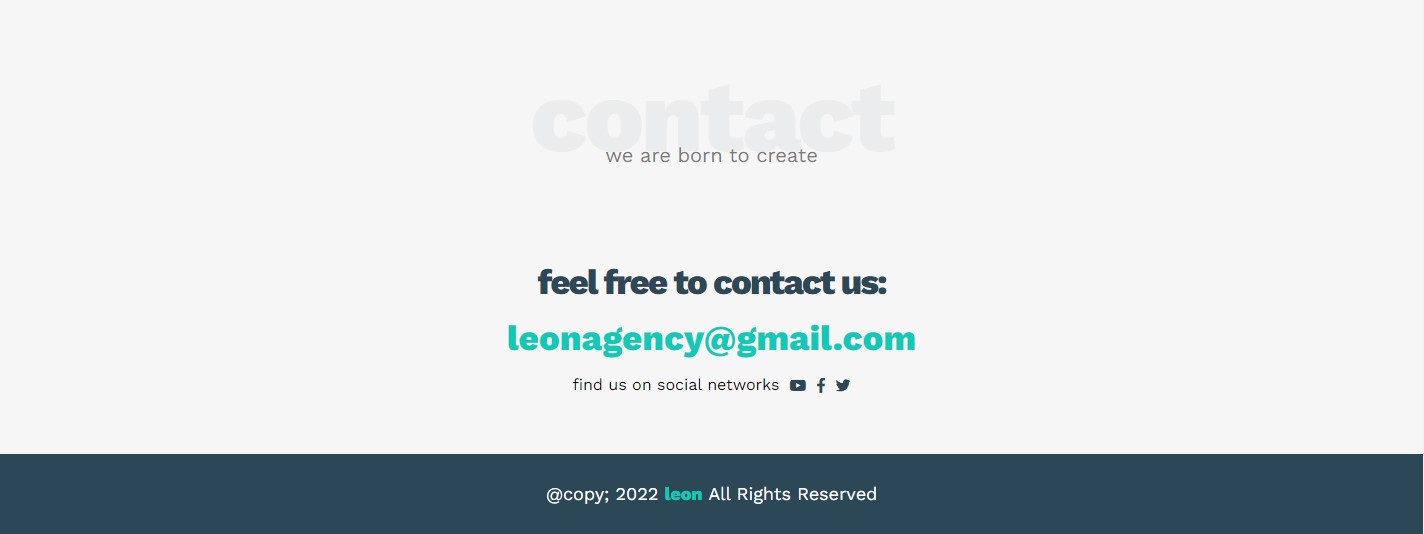 contact
we are born to create
feel free to contact us:
leonagency@gmail.com
find us on social networks
@copy; 2022 leon All Rights Reserved